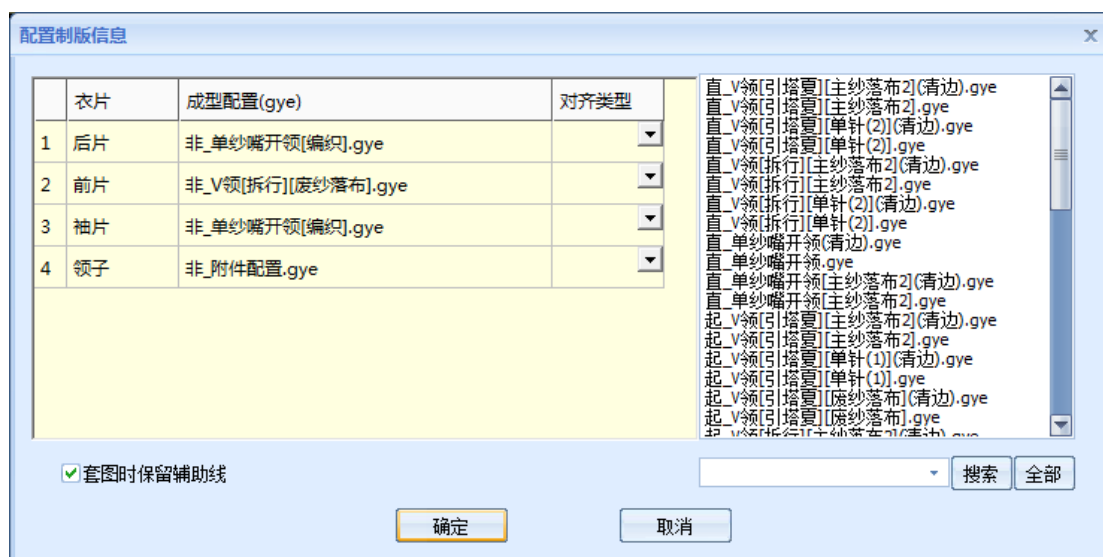 配置制版信息
衣片 成型配置(gye) 对齐类型
1 后片 非_单纱嘴开领[编织].gye
2 前片 非_V领[拆行][废纱落布].gye
3 袖片 非_单纱嘴开领[编织].gye
4 领子 非_附件配置.gye
直_V领[引塔夏][主纱落布2](清边).gye
直_V领[引塔夏][主纱落布2].gye
直_V领[引塔夏][单针(2)](清边).gye
直_V领[引塔夏][单针(2)].gye
直_V领[拆行][主纱落布2](清边).gye
直_V领[拆行][主纱落布2].gye
直_V领[拆行][单针(2)](清边).gye
直_V领[拆行][单针(2)].gye
直_单纱嘴开领(清边).gye
直_单纱嘴开领.gye
直_单纱嘴开领[主纱落布2](清边).gye
直_单纱嘴开领[主纱落布2].gye
起_V领[引塔夏][主纱落布2](清边).gye
起_V领[引塔夏][主纱落布2].gye
起_V领[引塔夏][单针(1)](清边).gye
起_V领[引塔夏][单针(1)].gye
起_V领[引塔夏][废纱落布](清边).gye
起_V领[引塔夏][废纱落布].gye
起_V领[拆行][主纱落布2](清边).gye
套图时保留辅助线
搜索 全部
确定 取消